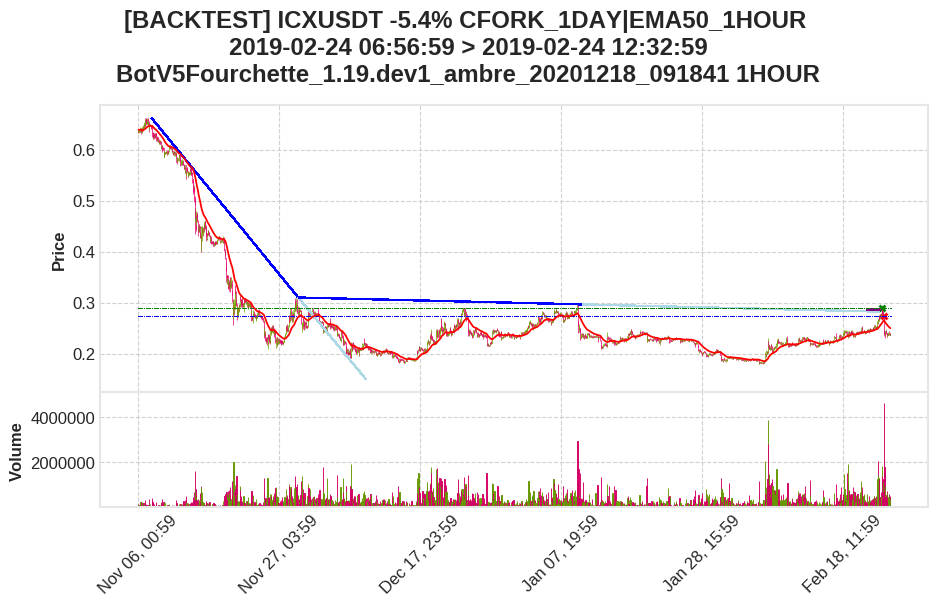 [BACKTEST] ICXUSDT -5.4% CFORK_1DAY|EMA50_1HOUR
2019-02-24 06:56:59 > 2019-02-24 12:32:59
BotV5Fourchette_1.19.dev1_ambre_20201218_091841 1HOUR
Price
0.6
0.5
0.4
0.3
0.2
Volume
4000000
2000000
Nov 06, 00:59
Nov 27, 03:59
Dec 17, 23:59
Jan 07, 19:59
Jan 28, 15:59
Feb 18, 11:59